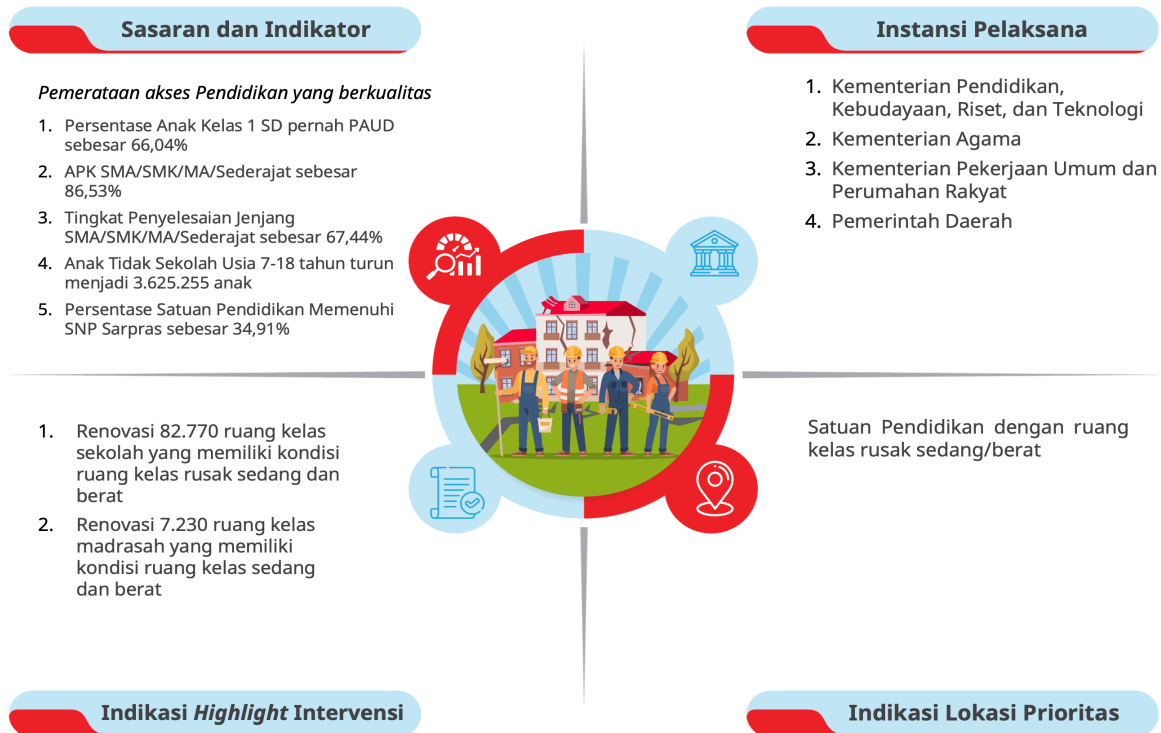 Sasaran dan Indikator
Pemerataan akses Pendidikan yang berkualitas
1. Persentase Anak Kelas 1 SD pernah PAUD
sebesar 66,04%
2. APK SMA/SMK/MA/Sederajat sebesar
86,53%
3. Tingkat Penyelesaian Jenjang
SMA/SMK/MA/Sederajat sebesar 67,44%
4. Anak Tidak Sekolah Usia 7-18 tahun turun
menjadi 3.625.255 anak
5. Persentase Satuan Pendidikan Memenuhi
SNP Sarpras sebesar 34,91%
Instansi Pelaksana
1. Kementerian Pendidikan,
Kebudayaan, Riset, dan Teknologi
2. Kementerian Agama
3. Kementerian Pekerjaan Umum dan
Perumahan Rakyat
4. Pemerintah Daerah
1. Renovasi 82.770 ruang kelas
sekolah yang memiliki kondisi
ruang kelas rusak sedang dan
berat
2. Renovasi 7.230 ruang kelas
madrasah yang memiliki
kondisi ruang kelas sedang
dan berat
Indikasi Highlight Intervensi
Satuan Pendidikan dengan ruang
kelas rusak sedang/berat
Indikasi Lokasi Prioritas